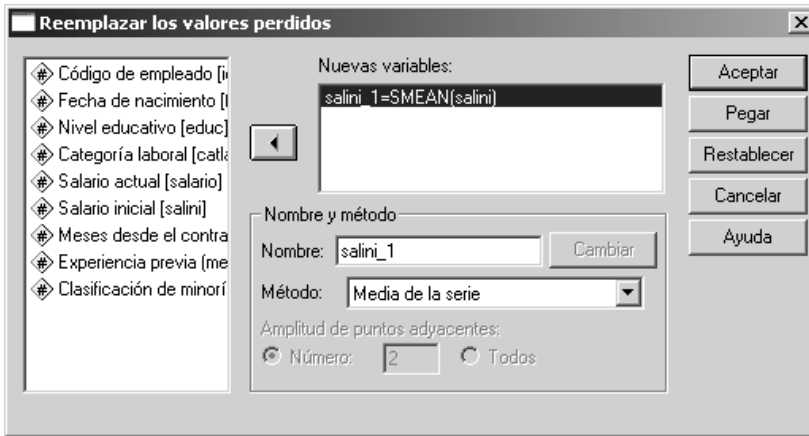 Reemplazar los valores perdidos
Código de empleado [i
Fecha de nacimiento [
Nivel educativo [educ]
Categoría laboral [catla
Salario actual [salario]
Salario inicial [salini]
Meses desde el contra
Experiencia previa (me
Clasificación de minorí
Nuevas variables:
salini_1=SMEAN(salini)
Nombre y método
Nombre: salini_1 Cambiar
Método: Media de la serie
Amplitud de puntos adyacentes:
Número: 2 Todos
Aceptar
Pegar
Restablecer
Cancelar
Ayuda